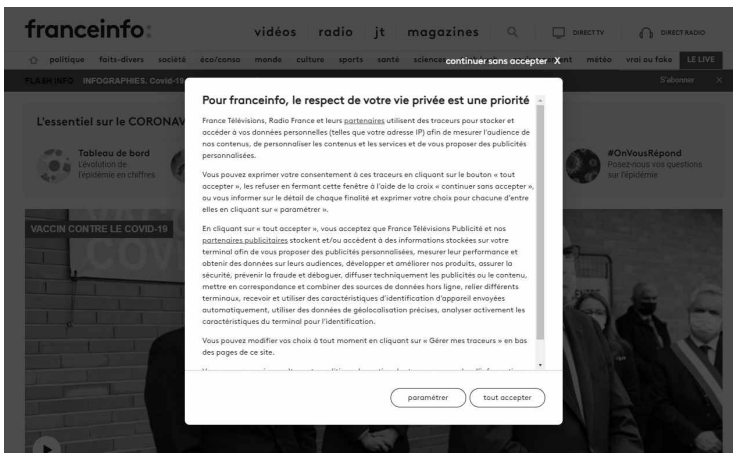 franceinfo:
vidéos radio jt magazines
DIRECT TV
DIRECT RADIO
politique faits-divers société éco/conso monde culture sports santé sciences
météo vrai ou fake LE LIVE
continuer sans accepter X
FLASH INFO INFOGRAPHIES. Covid-19
S'abonner X
L'essentiel sur le CORONAV
Tableau de bord
L'évolution de
l'épidémie en chiffres
#OnVousRépond
Posez-nous vos questions
sur l'épidémie
VACCIN CONTRE LE COVID-19
Pour franceinfo, le respect de votre vie privée est une priorité
France Télévisions, Radio France et leurs partenaires utilisent des traceurs pour stocker et
accéder à vos données personnelles (telles que votre adresse IP) afin de mesurer l'audience de
nos contenus, de personnaliser les contenus et les services et de vous proposer des publicités
personnalisées.
Vous pouvez exprimer votre consentement à ces traceurs en cliquant sur le bouton « tout
accepter », les refuser en fermant cette fenêtre à l'aide de la croix « continuer sans accepter »,
ou vous informer sur le détail de chaque finalité et exprimer votre choix pour chacune d'entre
elles en cliquant sur « paramétrer ».
En cliquant sur « tout accepter », vous acceptez que France Télévisions Publicité et nos
partenaires publicitaires stockent et/ou accèdent à des informations stockées sur votre
terminal afin de vous proposer des publicités personnalisées, mesurer leur performance et
obtenir des données sur leurs audiences, développer et améliorer nos produits, assurer la
sécurité, prévenir la fraude et déboguer, diffuser techniquement les publicités ou le contenu,
mettre en correspondance et combiner des sources de données hors ligne, relier différents
terminaux, recevoir et utiliser des caractéristiques d'identification d'appareil envoyées
automatiquement, utiliser des données de géolocalisation précises, analyser activement les
caractéristiques du terminal pour l'identification.
Vous pouvez modifier vos choix à tout moment en cliquant sur « Gérer mes traceurs » en bas
des pages de ce site.
paramétrer
tout accepter